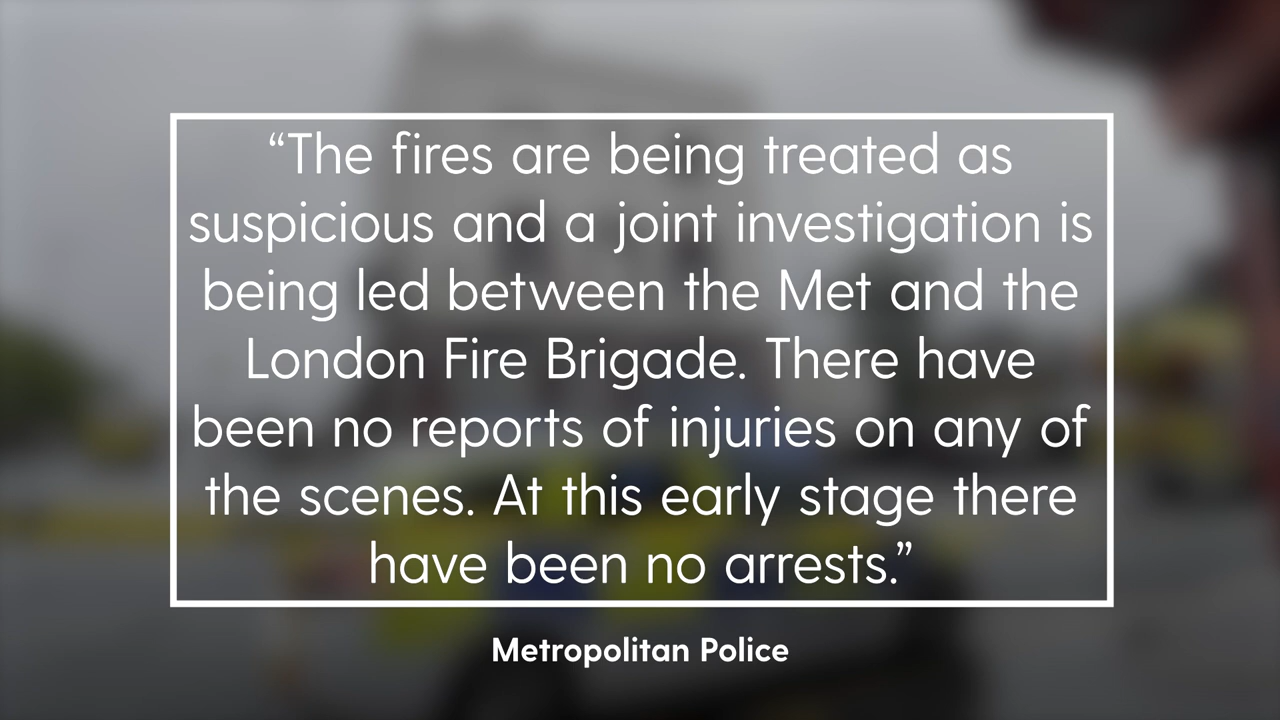 “The fires are being treated as
suspicious and a joint investigation is
being led between the Met and the
London Fire Brigade. There have
been no reports of injuries on any of
the scenes. At this early stage there
have been no arrests.”
Metropolitan Police